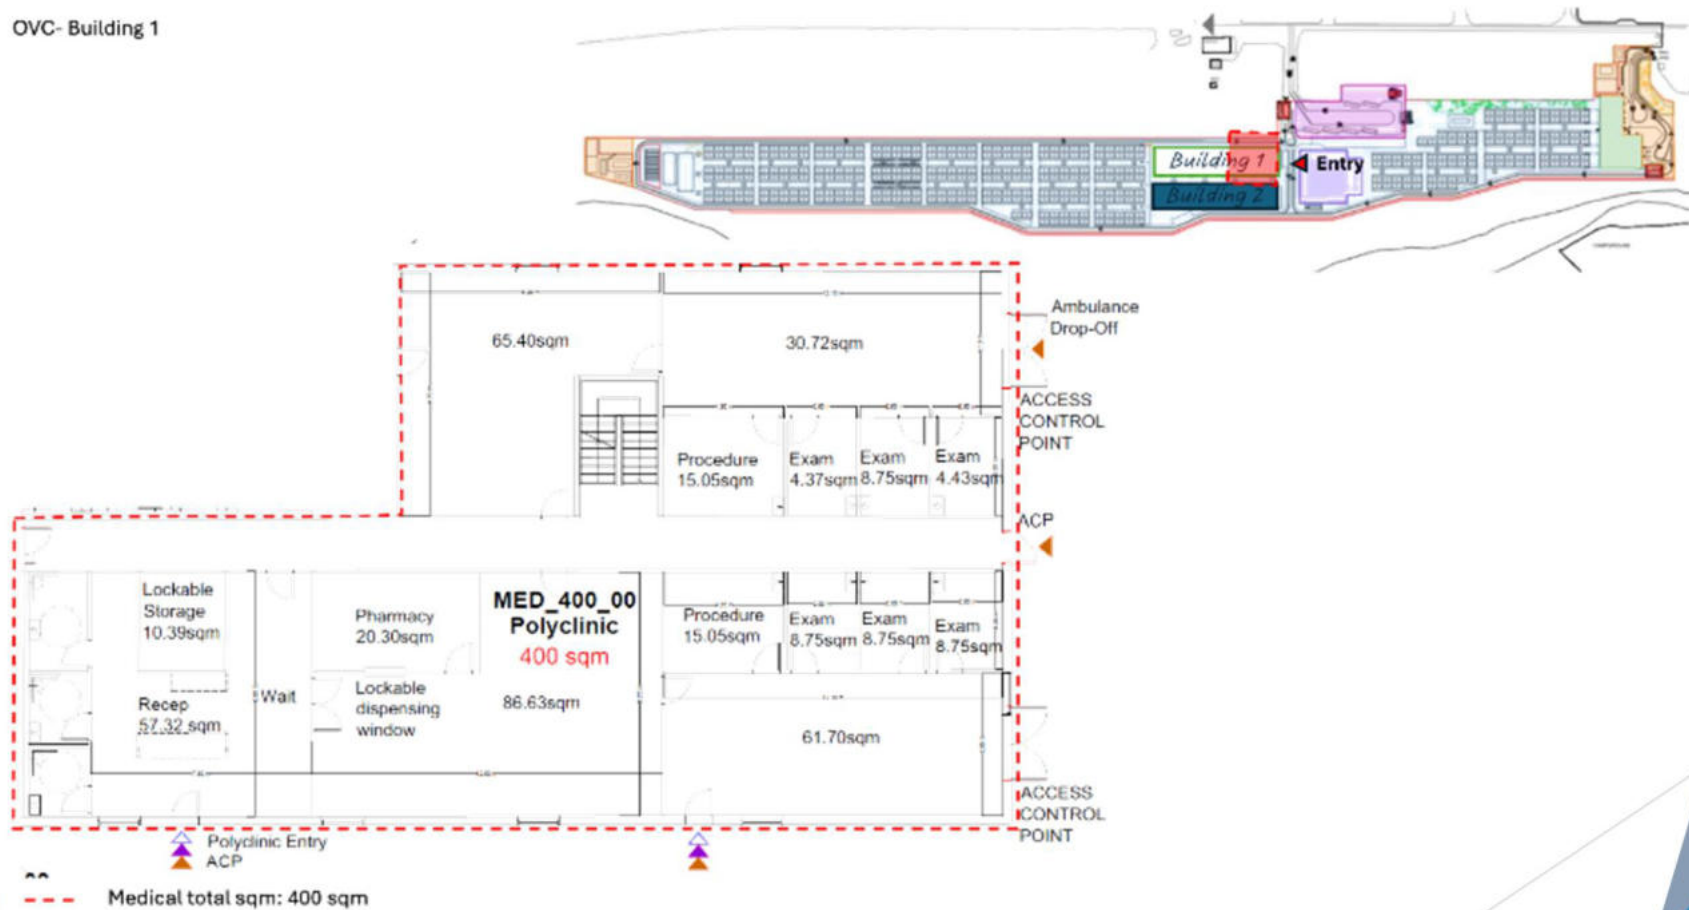 OVC- Building 1
Building 1
Entry
Building 2
Ambulance
Drop-Off
65.40sqm
30.72sqm
ACCESS
CONTROL
POINT
Procedure
15.05sqm
Exam
4.37sqm
Exam
8.75sqm
Exam
4.43sqm
ACP
Lockable
Storage
10.39sqm
Pharmacy
20.30sqm
MED_400_00
Polyclinic
400 sqm
Procedure
15.05sqm
Exam
8.75sqm
Exam
8.75sqm
Exam
8.75sqm
Recep
57.32 sqm
Wait
Lockable
dispensing
window
86.63sqm
61.70sqm
ACCESS
CONTROL
POINT
Polyclinic Entry
ACP
Medical total sqm: 400 sqm